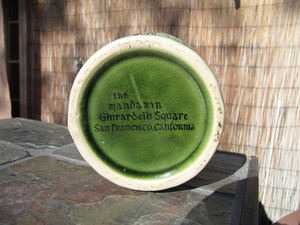 the
mandarin
Ghirardelli Square
San Francisco, California